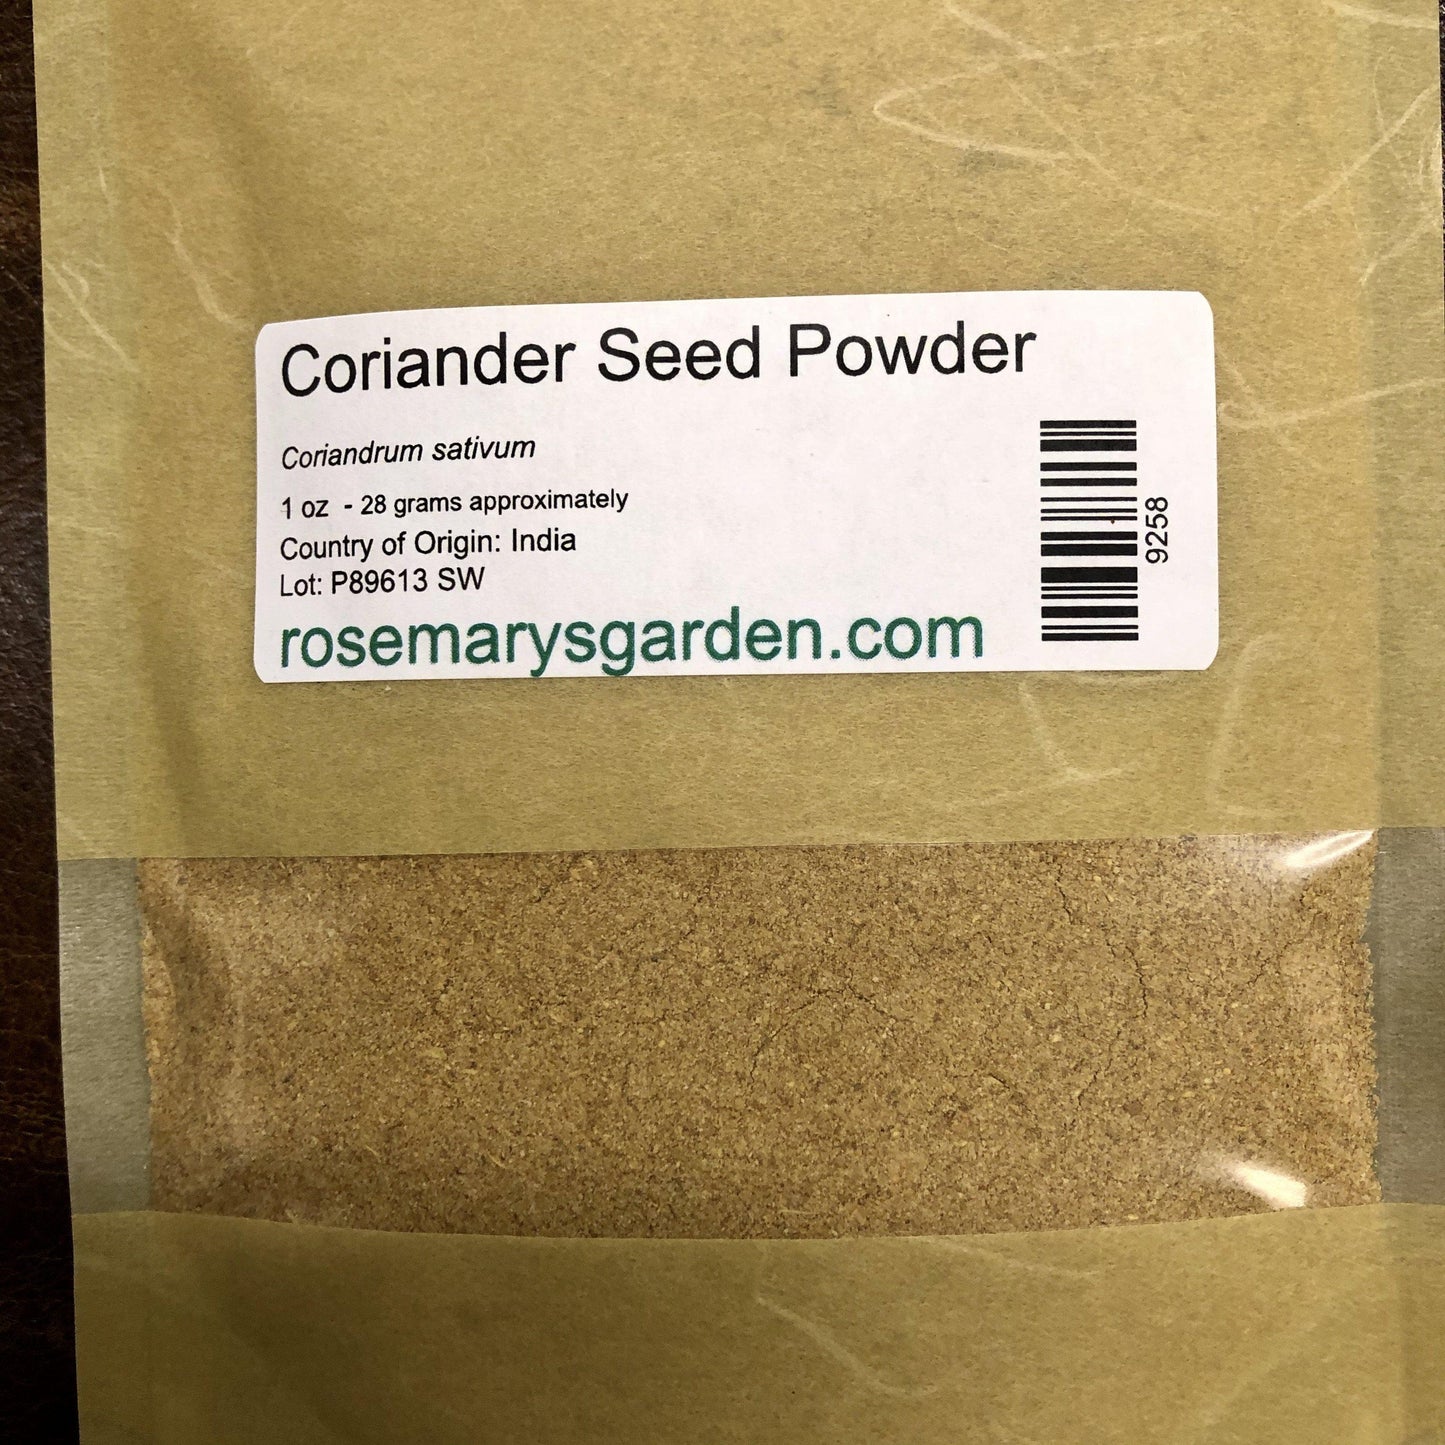 Coriander Seed Powder
Coriandrum sativum
1 oz - 28 grams approximately
Country of Origin: India
Lot: P89613 SW
rosemarysgarden.com
9258